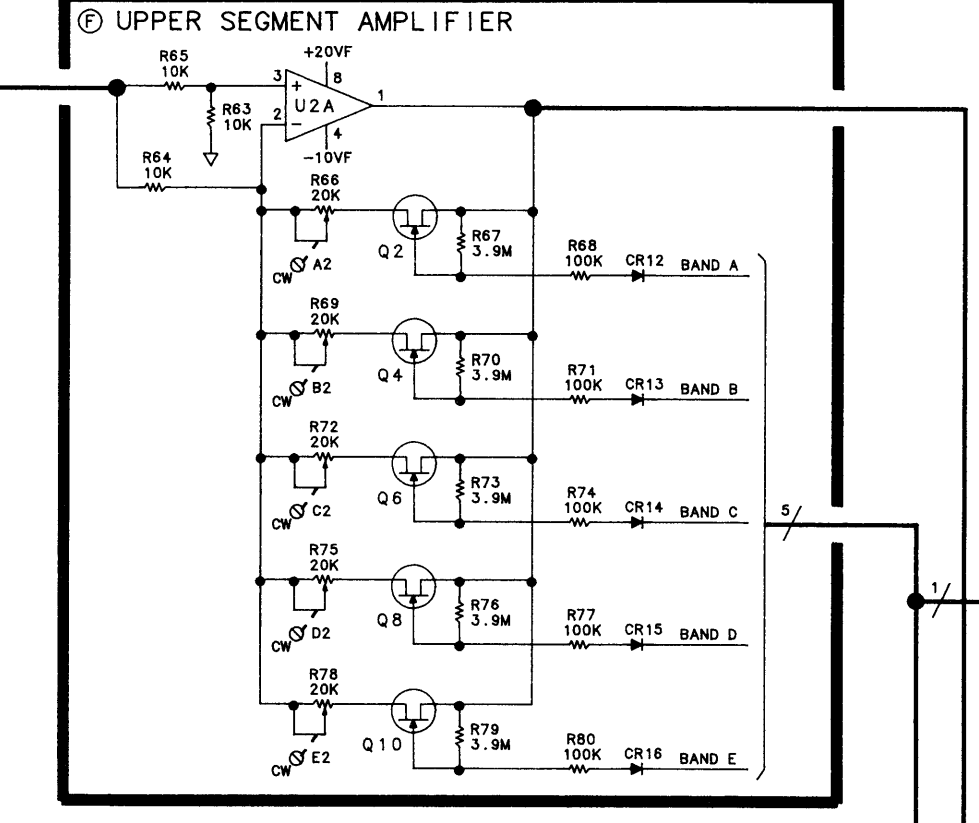 F UPPER SEGMENT AMPLIFIER
+20VF
R65
10K
3
+
8
U2A
1
R63
10K
2
−
4
-10VF
R64
10K
R66
20K
Q2
R67
3.9M
CW
A2
R68
100K
CR12
BAND A
R69
20K
Q4
R70
3.9M
CW
B2
R71
100K
CR13
BAND B
R72
20K
Q6
R73
3.9M
CW
C2
R74
100K
CR14
BAND C
5
R75
20K
Q8
R76
3.9M
CW
D2
R77
100K
CR15
BAND D
1
R78
20K
Q10
R79
3.9M
CW
E2
R80
100K
CR16
BAND E